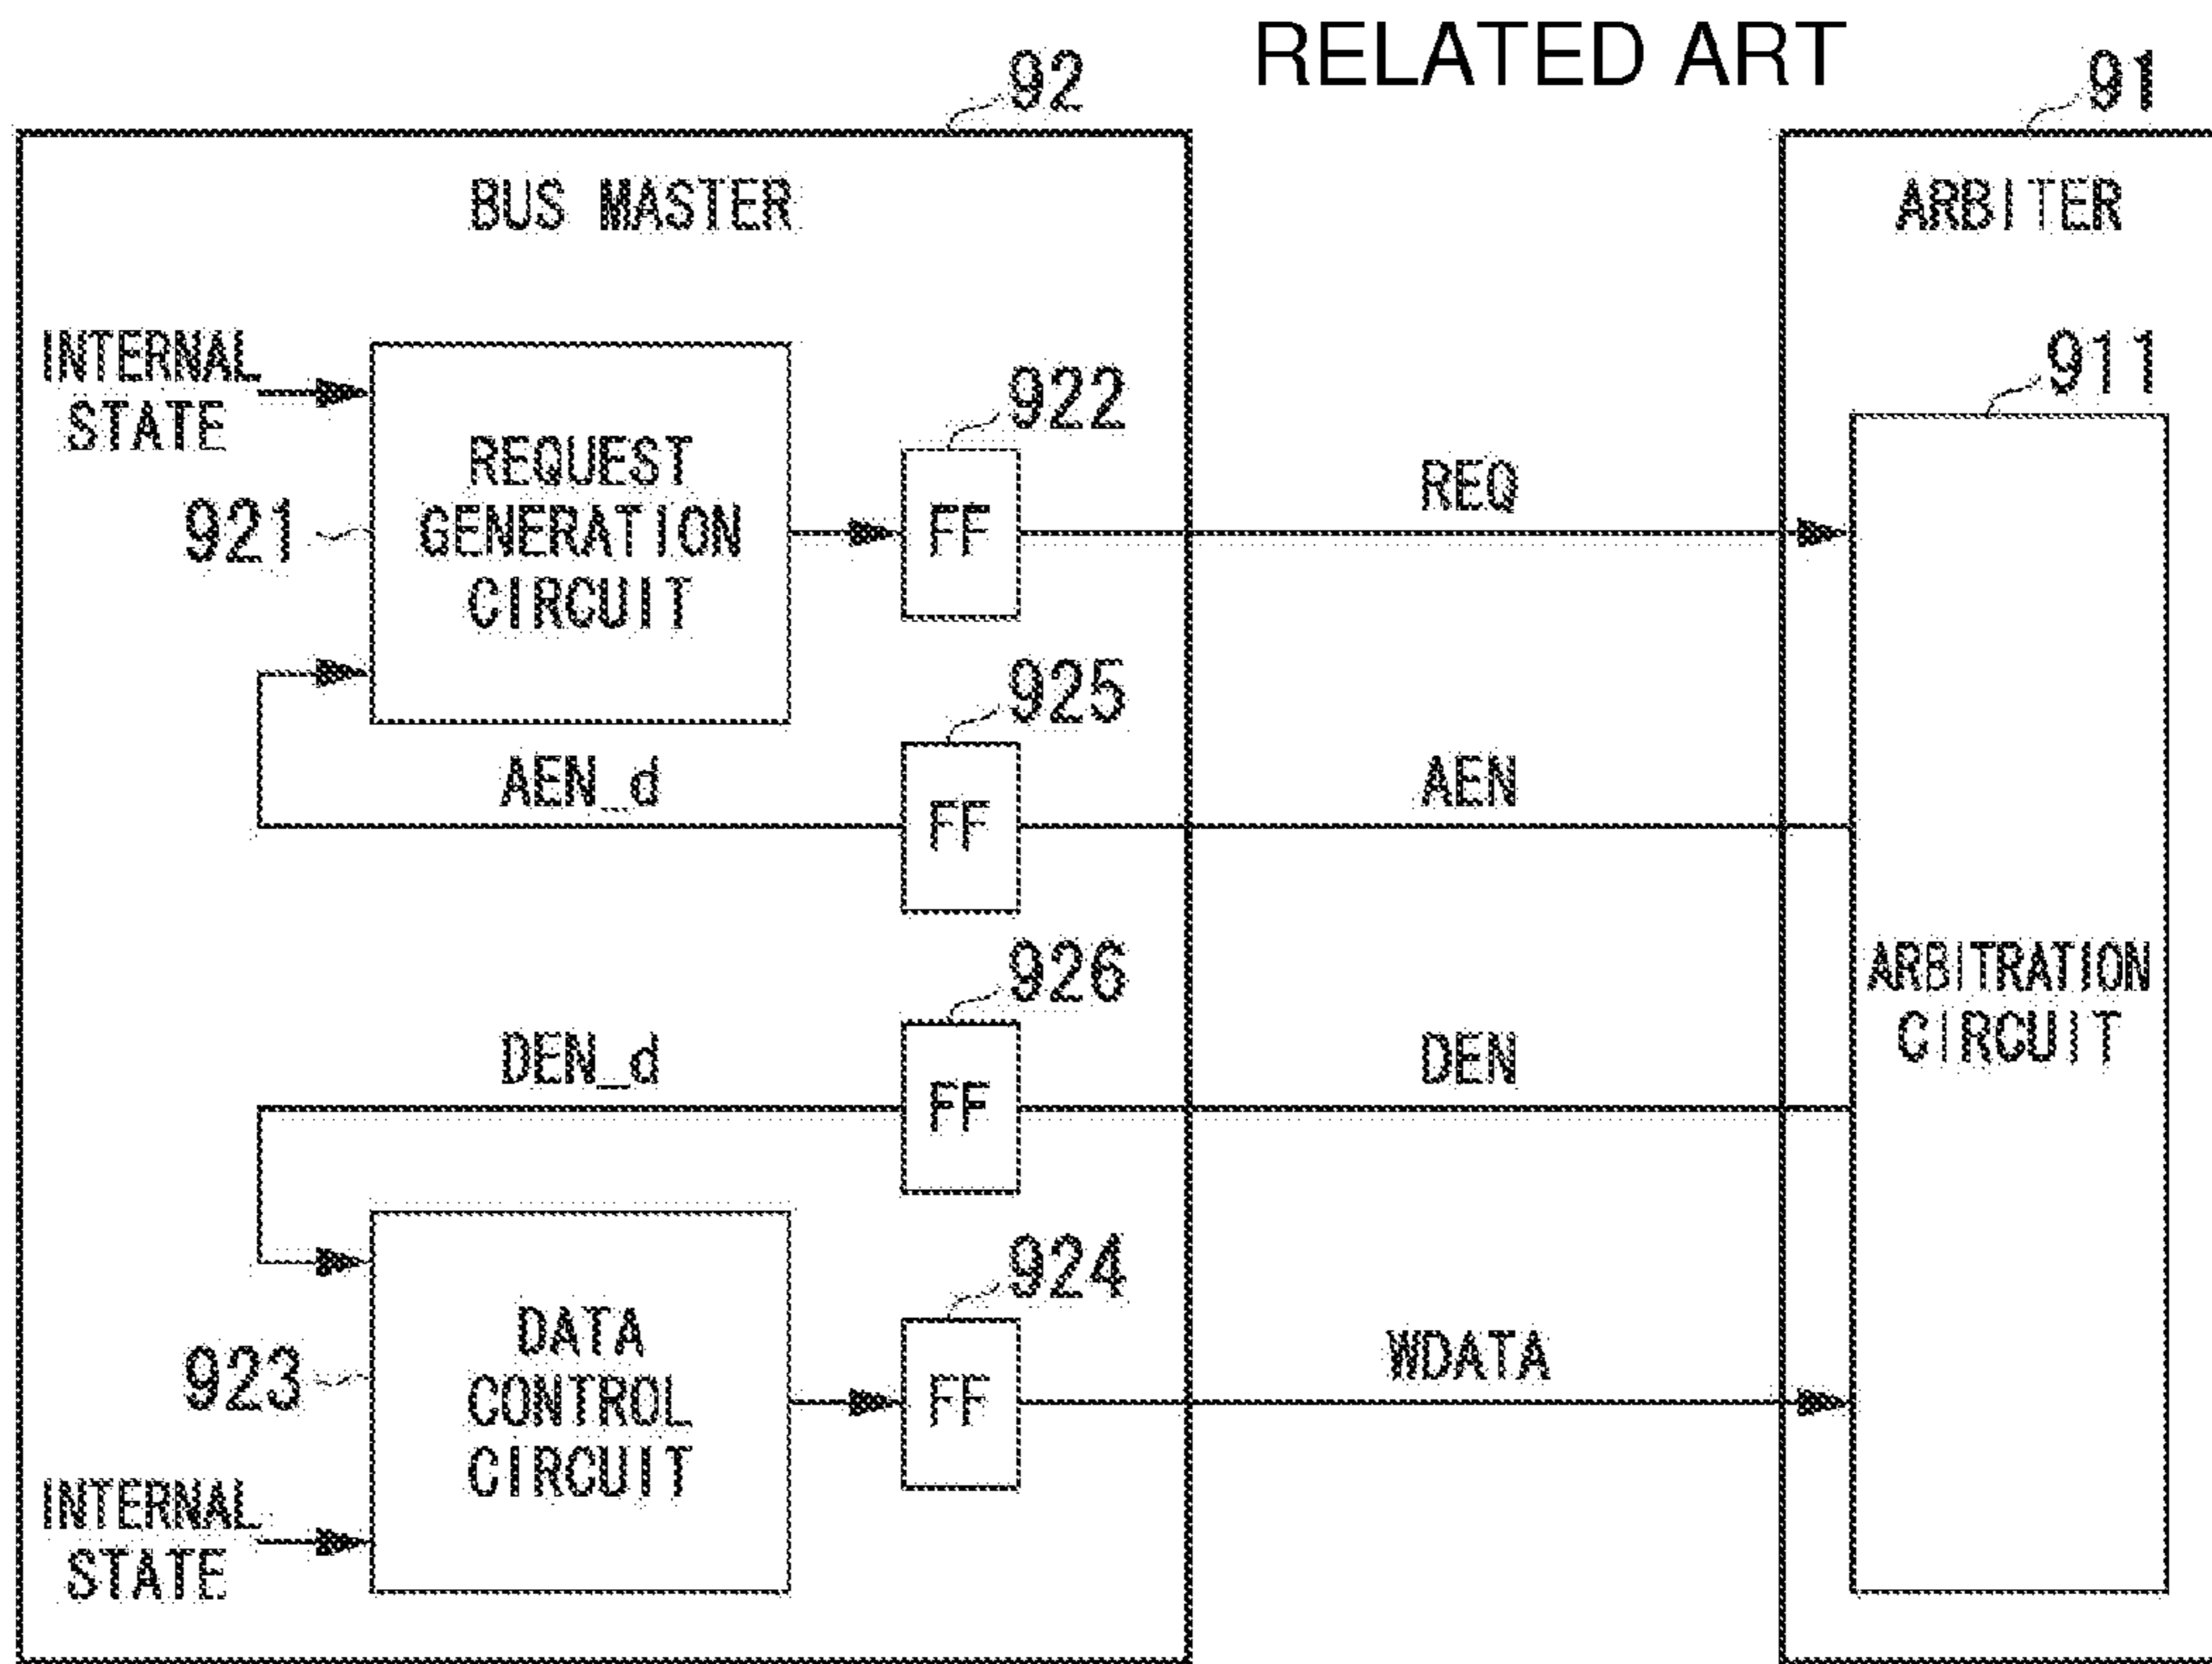 RELATED ART
92
91
BUS MASTER
ARBITER
INTERNAL
STATE
921
REQUEST
GENERATION
CIRCUIT
922
FF
REQ
911
925
AEN_d
FF
AEN
926
DEN_d
FF
DEN
ARBITRATION
CIRCUIT
924
923
DATA
CONTROL
CIRCUIT
FF
WDATA
INTERNAL
STATE